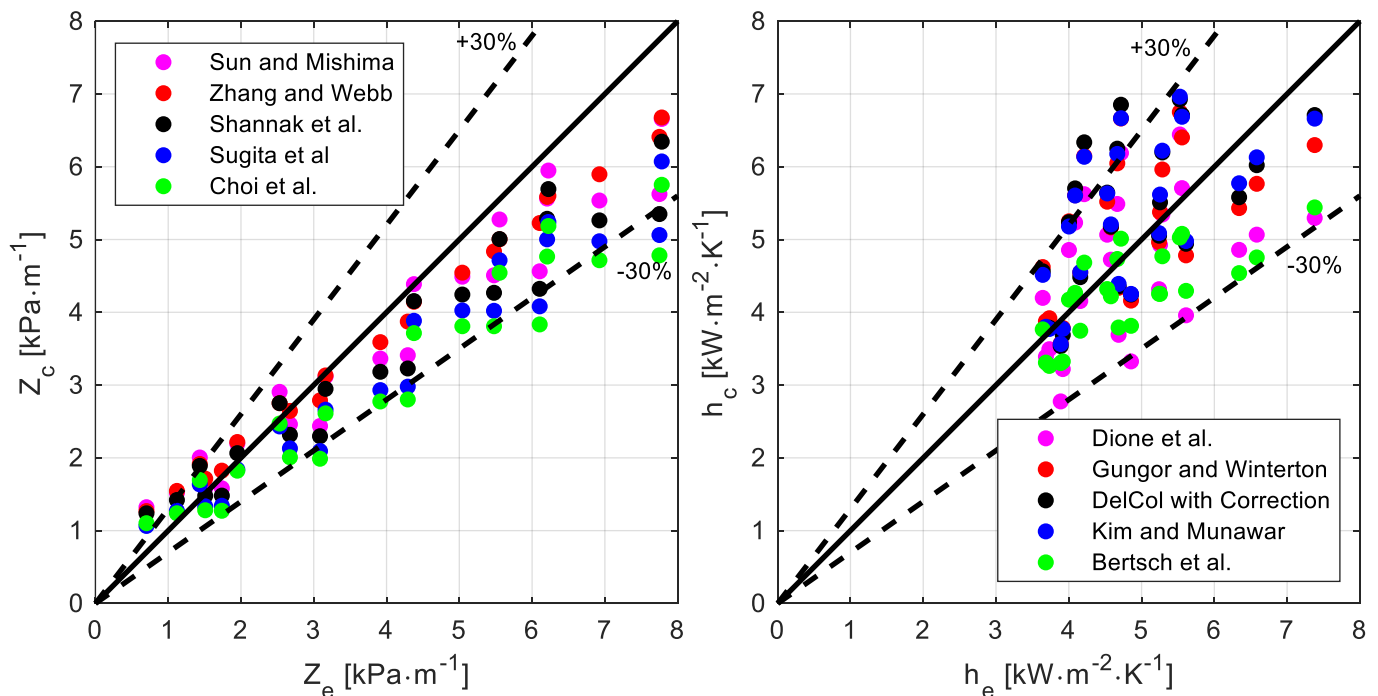 8
7
6
5
4
3
2
1
0
0 1 2 3 4 5 6 7 8
Z_c [kPa·m^-1]
Z_e [kPa·m^-1]
+30%
-30%
Sun and Mishima
Zhang and Webb
Shannak et al.
Sugita et al
Choi et al.
8
7
6
5
4
3
2
1
0
0 1 2 3 4 5 6 7 8
h_c [kW·m^-2·K^-1]
h_e [kW·m^-2·K^-1]
+30%
-30%
Dione et al.
Gungor and Winterton
DelCol with Correction
Kim and Munawar
Bertsch et al.